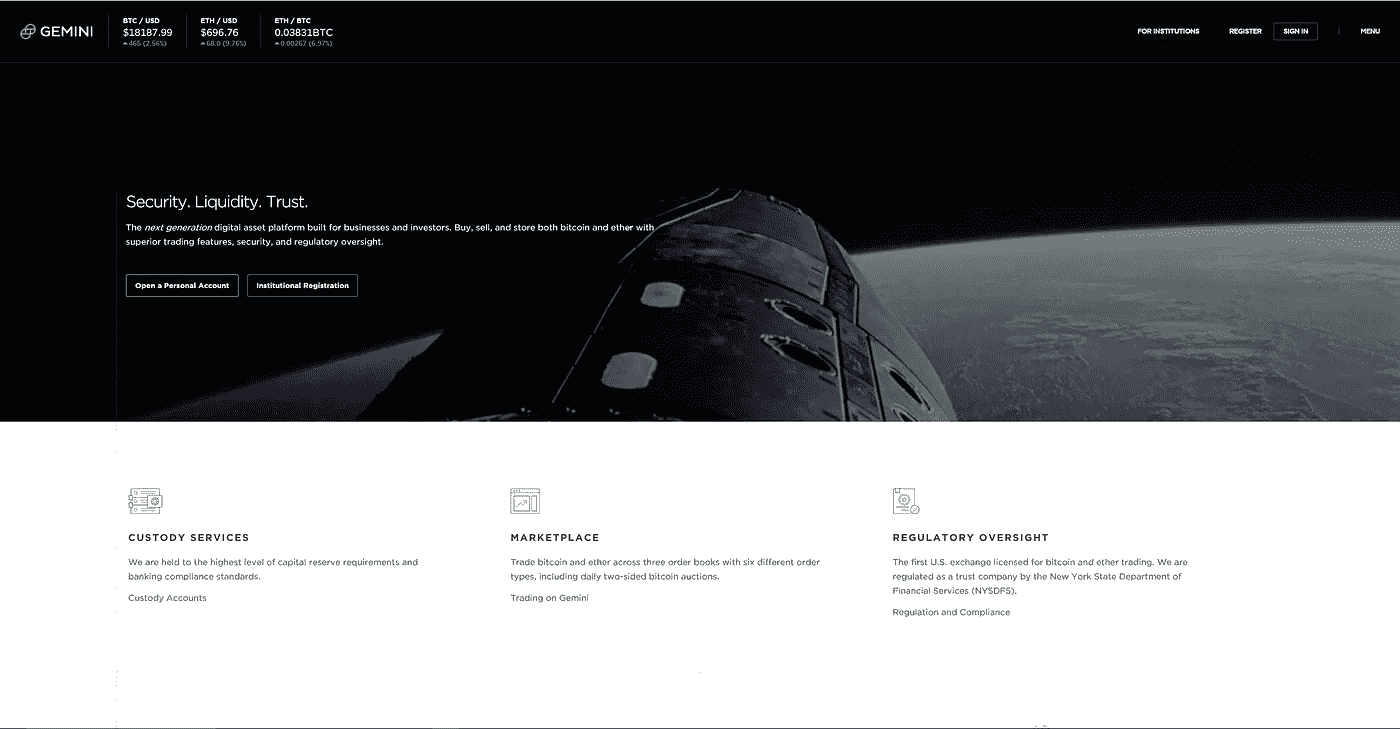 GEMINI
BTC / USD
$18187.99
465 (2.56%)
ETH / USD
$696.76
68.0 (9.76%)
ETH / BTC
0.03831BTC
0.00267 (6.97%)
FOR INSTITUTIONS
REGISTER
SIGN IN
MENU
Security. Liquidity. Trust.
The next generation digital asset platform built for businesses and investors. Buy, sell, and store both bitcoin and ether with
superior trading features, security, and regulatory oversight.
Open a Personal Account
Institutional Registration
CUSTODY SERVICES
We are held to the highest level of capital reserve requirements and
banking compliance standards.
Custody Accounts
MARKETPLACE
Trade bitcoin and ether across three order books with six different order
types, including daily two-sided bitcoin auctions.
Trading on Gemini
REGULATORY OVERSIGHT
The first U.S. exchange licensed for bitcoin and ether trading. We are
regulated as a trust company by the New York State Department of
Financial Services (NYSDFS).
Regulation and Compliance